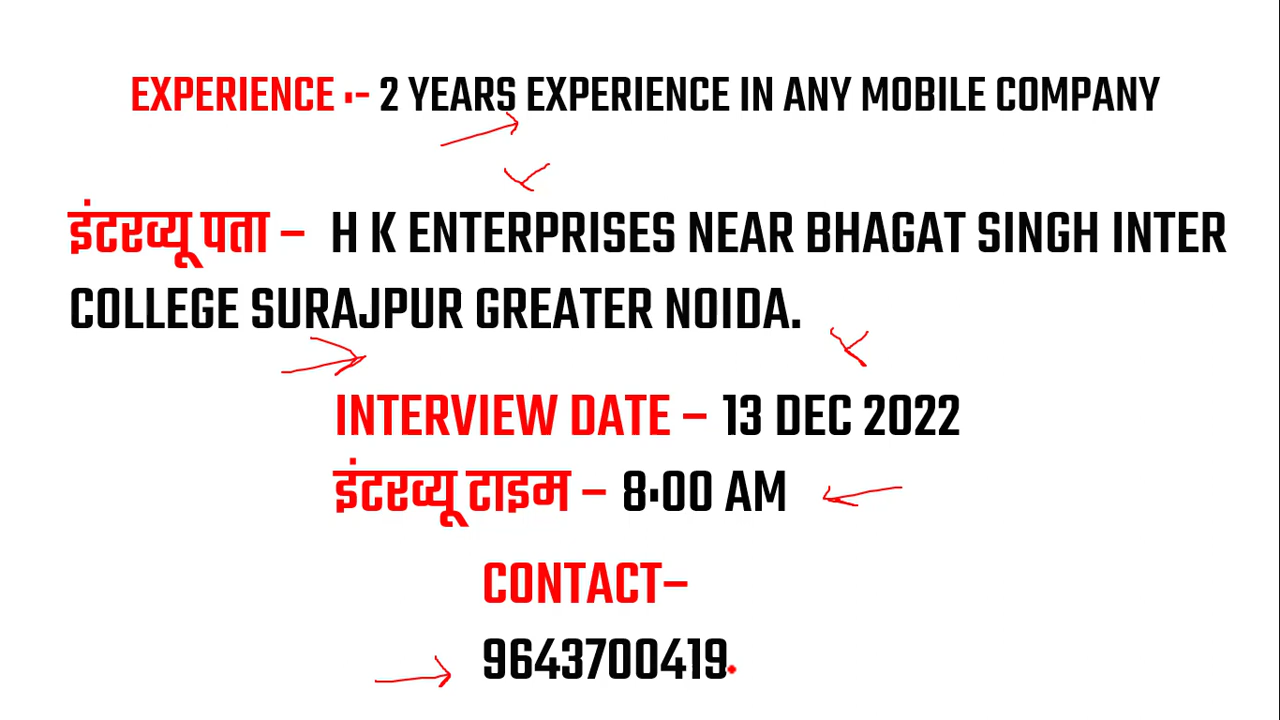 EXPERIENCE :- 2 YEARS EXPERIENCE IN ANY MOBILE COMPANY
इंटरव्यू पता – H K ENTERPRISES NEAR BHAGAT SINGH INTER
COLLEGE SURAJPUR GREATER NOIDA.
INTERVIEW DATE – 13 DEC 2022
इंटरव्यू टाइम – 8:00 AM
CONTACT–
9643700419